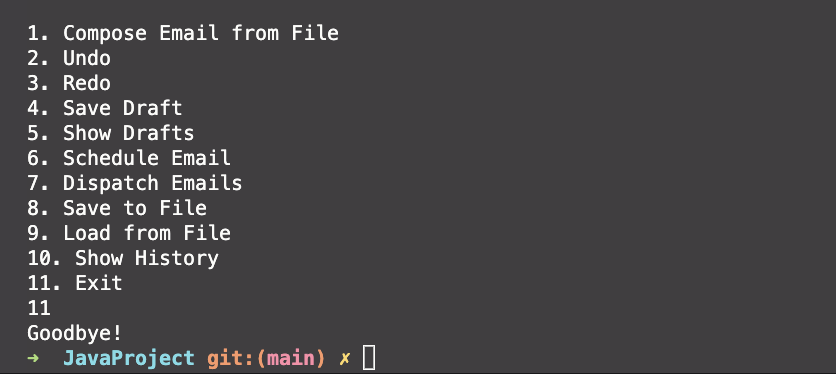 1. Compose Email from File
2. Undo
3. Redo
4. Save Draft
5. Show Drafts
6. Schedule Email
7. Dispatch Emails
8. Save to File
9. Load from File
10. Show History
11. Exit
11
Goodbye!
➜  JavaProject git:(main) ✗